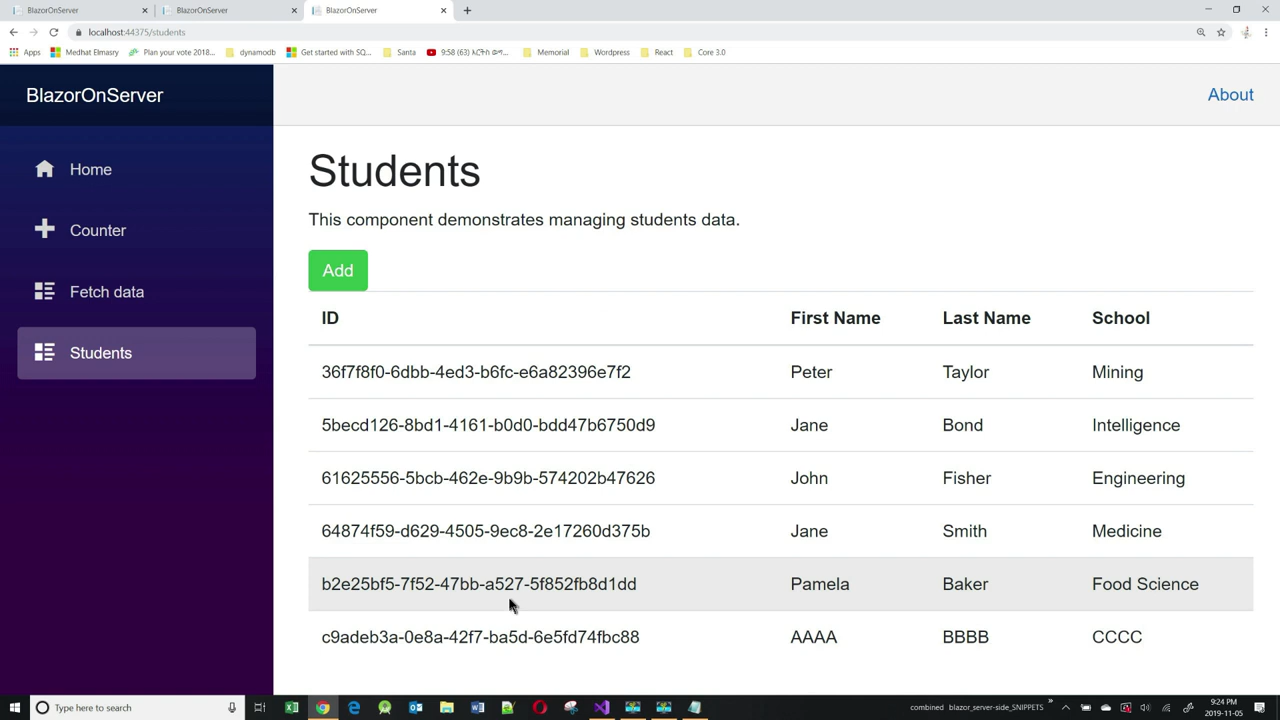 BlazorOnServer
BlazorOnServer
BlazorOnServer
localhost:44375/students
Apps
Medhat Elmasry
Plan your vote 2018...
dynamodb
Get started with SQ...
Santa
Memorial
Wordpress
React
Core 3.0
BlazorOnServer
About
Home
Counter
Fetch data
Students
Students
This component demonstrates managing students data.
Add
ID First Name Last Name School
36f7f8f0-6dbb-4ed3-b6fc-e6a82396e7f2 Peter Taylor Mining
5becd126-8bd1-4161-b0d0-bdd47b6750d9 Jane Bond Intelligence
61625556-5bcb-462e-9b9b-574202b47626 John Fisher Engineering
64874f59-d629-4505-9ec8-2e17260d375b Jane Smith Medicine
b2e25bf5-7f52-47bb-a527-5f852fb8d1dd Pamela Baker Food Science
c9adeb3a-0e8a-42f7-ba5d-6e5fd74fbc88 AAAA BBBB CCCC
Type here to search
combined blazor_server-side_SNIPPETS
9:24 PM
2019-11-05